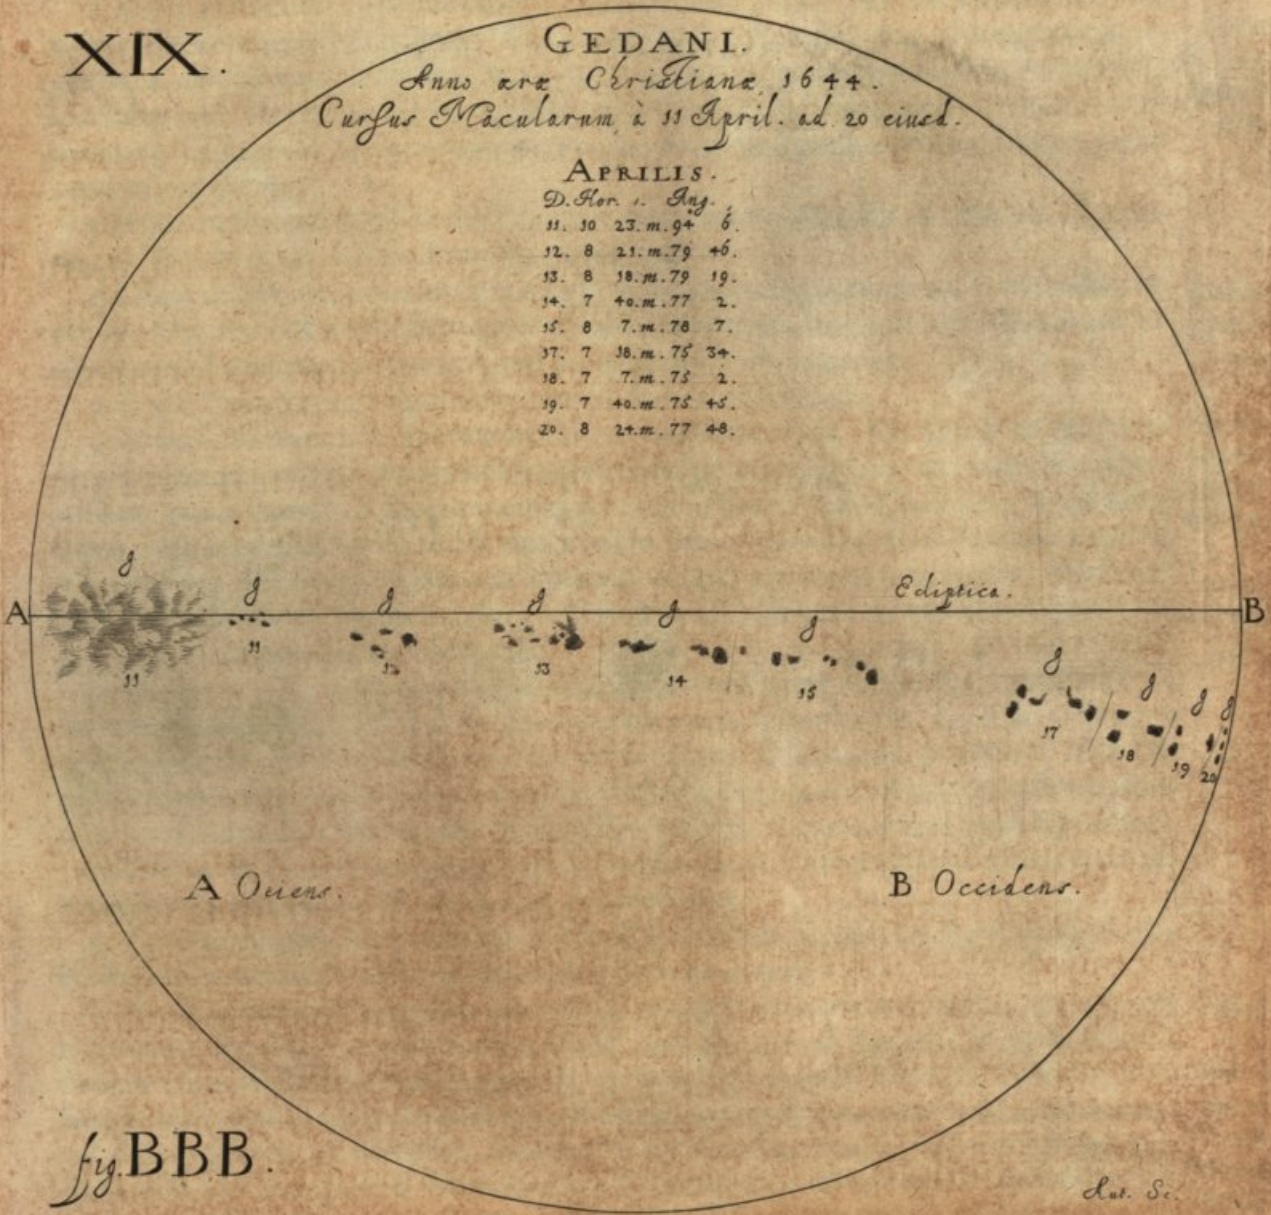 XIX.
GEDANI.
Anno æræ Christianæ, 1644.
Cursus Macularum, à 11 April. ad 20 eiusd.
APRILIS.
D. Hor. ı. Ang.
11. 10 23. m. 94 6.
12. 8 21. m. 79 46.
13. 8 18. m. 79 19.
14. 7 40. m. 77 2.
15. 8 7. m. 78 7.
17. 7 18. m. 75 34.
18. 7 7. m. 75 2.
19. 7 40. m. 75 45.
20. 8 24. m. 77 48.
g g g g g g
Ecliptica.
A B
11 11 12 13 14 15
g g g g
17 18 19 20
A Oriens. B Occidens.
fig. BBB.
Aut. Sc.